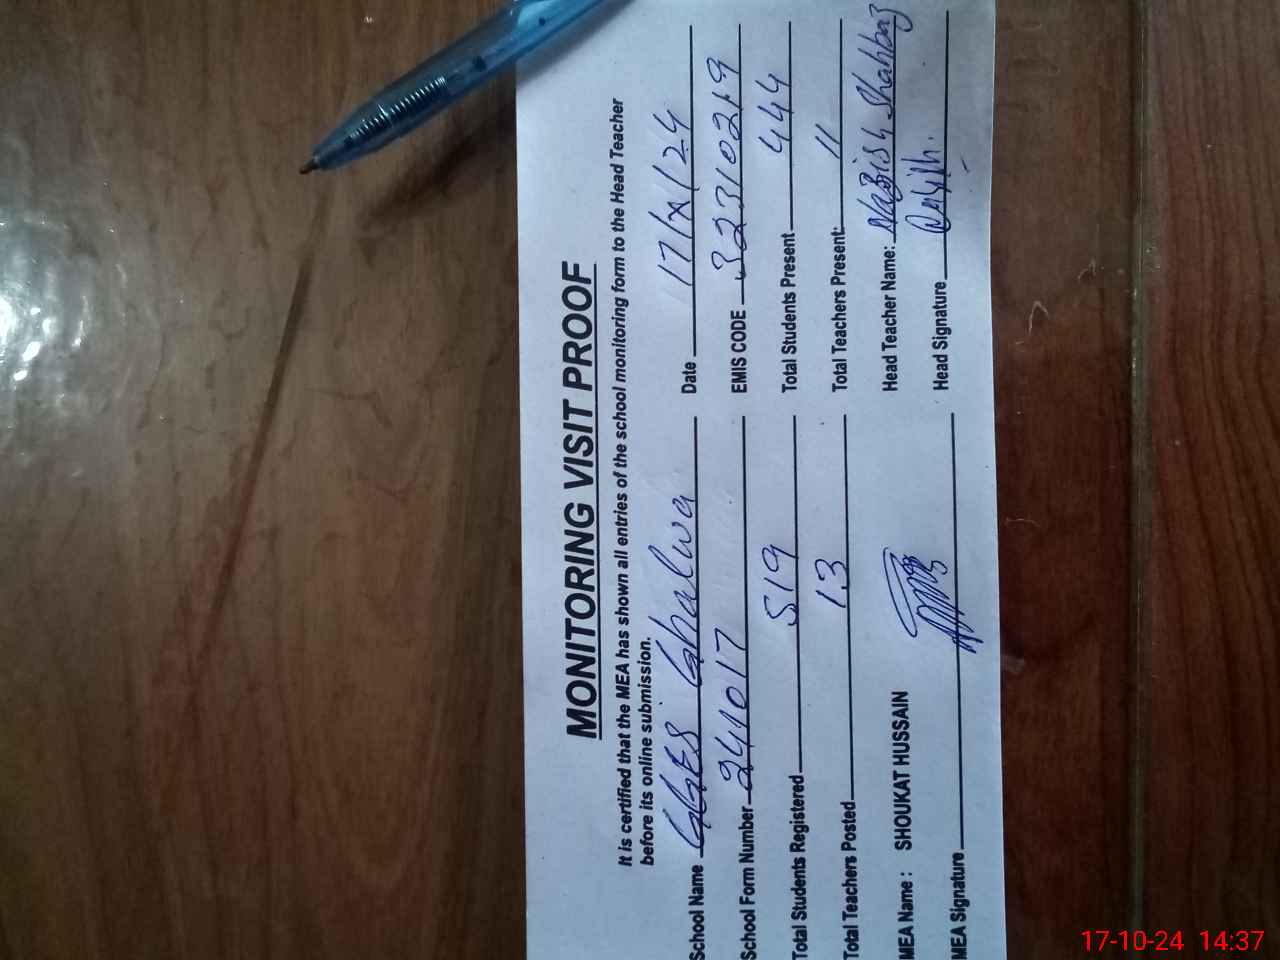 MONITORING VISIT PROOF
It is certified that the MEA has shown all entries of the school monitoring form to the Head Teacher
before its online submission.
School Name GGES Ghalwa Date 17/X/24
School Form Number 241017 EMIS CODE 32310219
Total Students Registered 519 Total Students Present 444
Total Teachers Posted 13 Total Teachers Present: 11
MEA Name : SHOUKAT HUSSAIN Head Teacher Name: Nazish Shahbaz
MEA Signature Head Signature
17-10-24 14:37